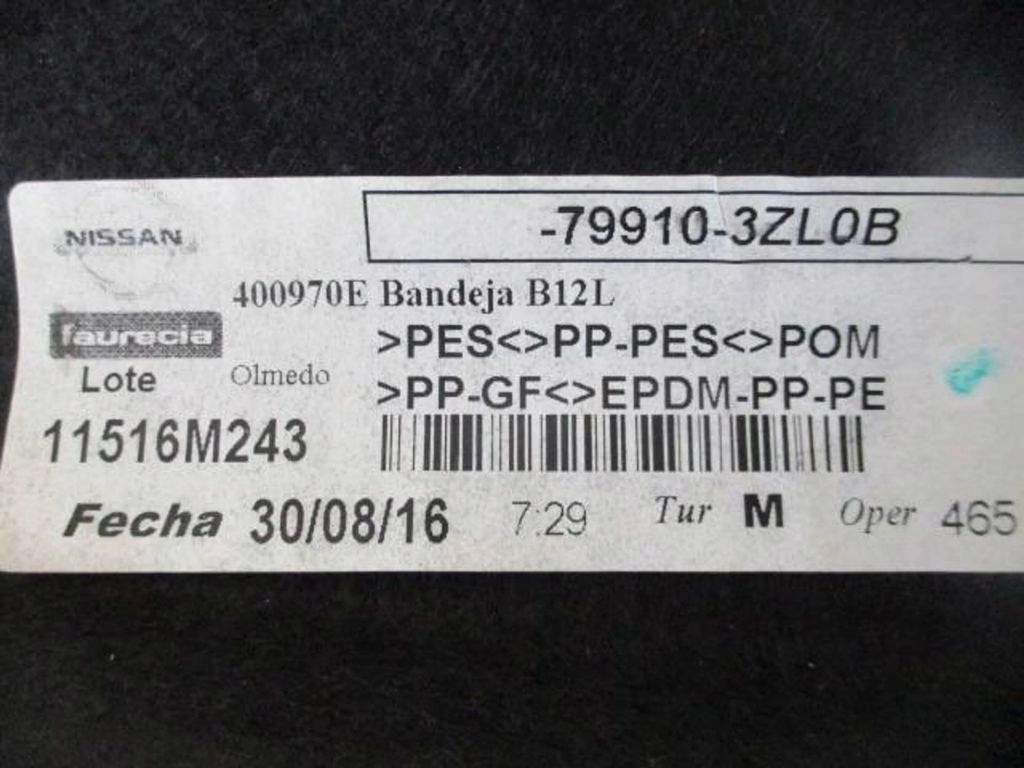 NISSAN
-79910-3ZL0B
400970E Bandeja B12L
faurecia
>PES<>PP-PES<>POM
Lote Olmedo
>PP-GF<>EPDM-PP-PE
11516M243
Fecha 30/08/16 7:29 Tur M Oper 465